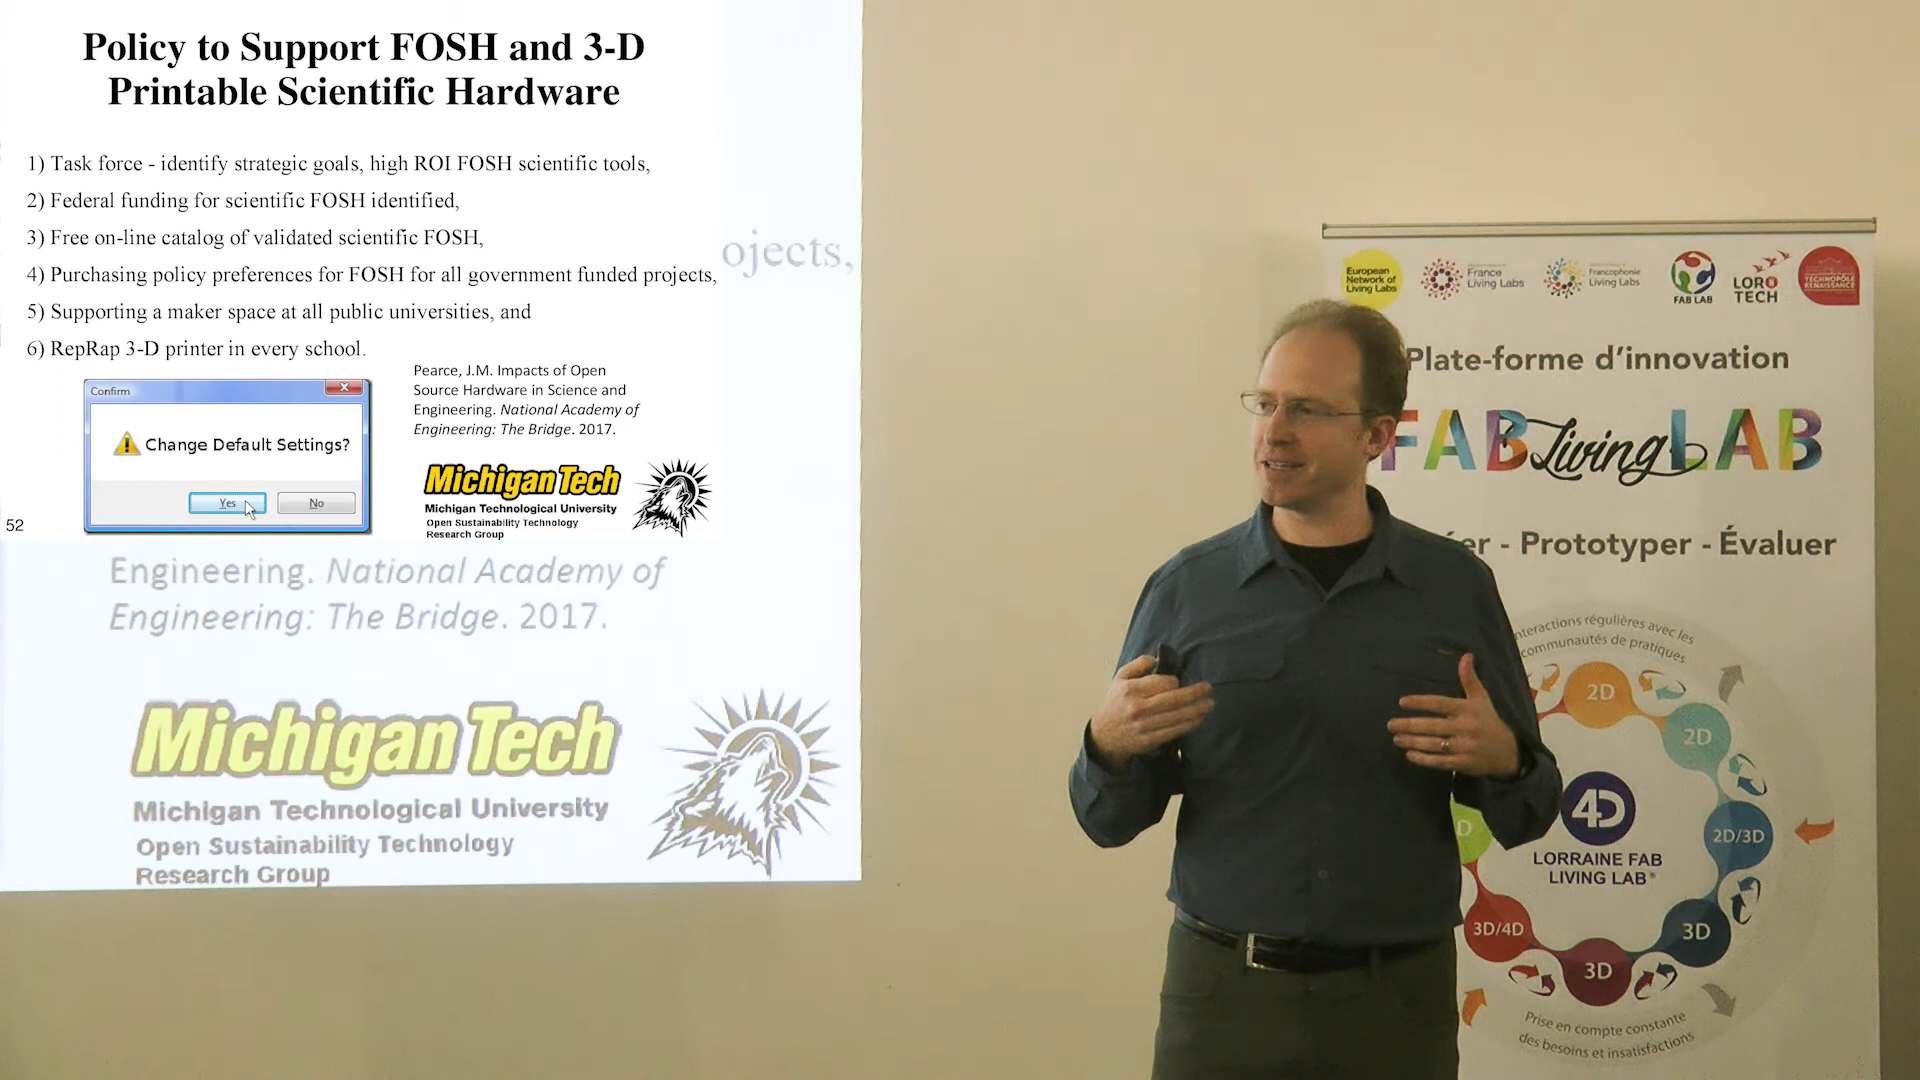 Policy to Support FOSH and 3-D
Printable Scientific Hardware
1) Task force - identify strategic goals, high ROI FOSH scientific tools,
2) Federal funding for scientific FOSH identified,
3) Free on-line catalog of validated scientific FOSH,
4) Purchasing policy preferences for FOSH for all government funded projects,
5) Supporting a maker space at all public universities, and
6) RepRap 3-D printer in every school.
Pearce, J.M. Impacts of Open
Source Hardware in Science and
Engineering. National Academy of
Engineering: The Bridge. 2017.
Confirm
Change Default Settings?
Yes
No
Michigan Tech
Michigan Technological University
Open Sustainability Technology
Research Group
52
ojects,
Engineering. National Academy of
Engineering: The Bridge. 2017.
Michigan Tech
Michigan Technological University
Open Sustainability Technology
Research Group
European
Network of
Living Labs
France
Living Labs
Francophonie
Living Labs
FAB LAB
LOR
TECH
TECHNOPÔLE
RENAISSANCE
Plate-forme d'innovation
FAB Living LAB
er - Prototyper - Évaluer
nteractions régulières avec les
communautés de pratiques
2D
2D
2D/3D
3D
3D
3D/4D
D
4D
LORRAINE FAB
LIVING LAB®
Prise en compte constante
des besoins et insatisfactions